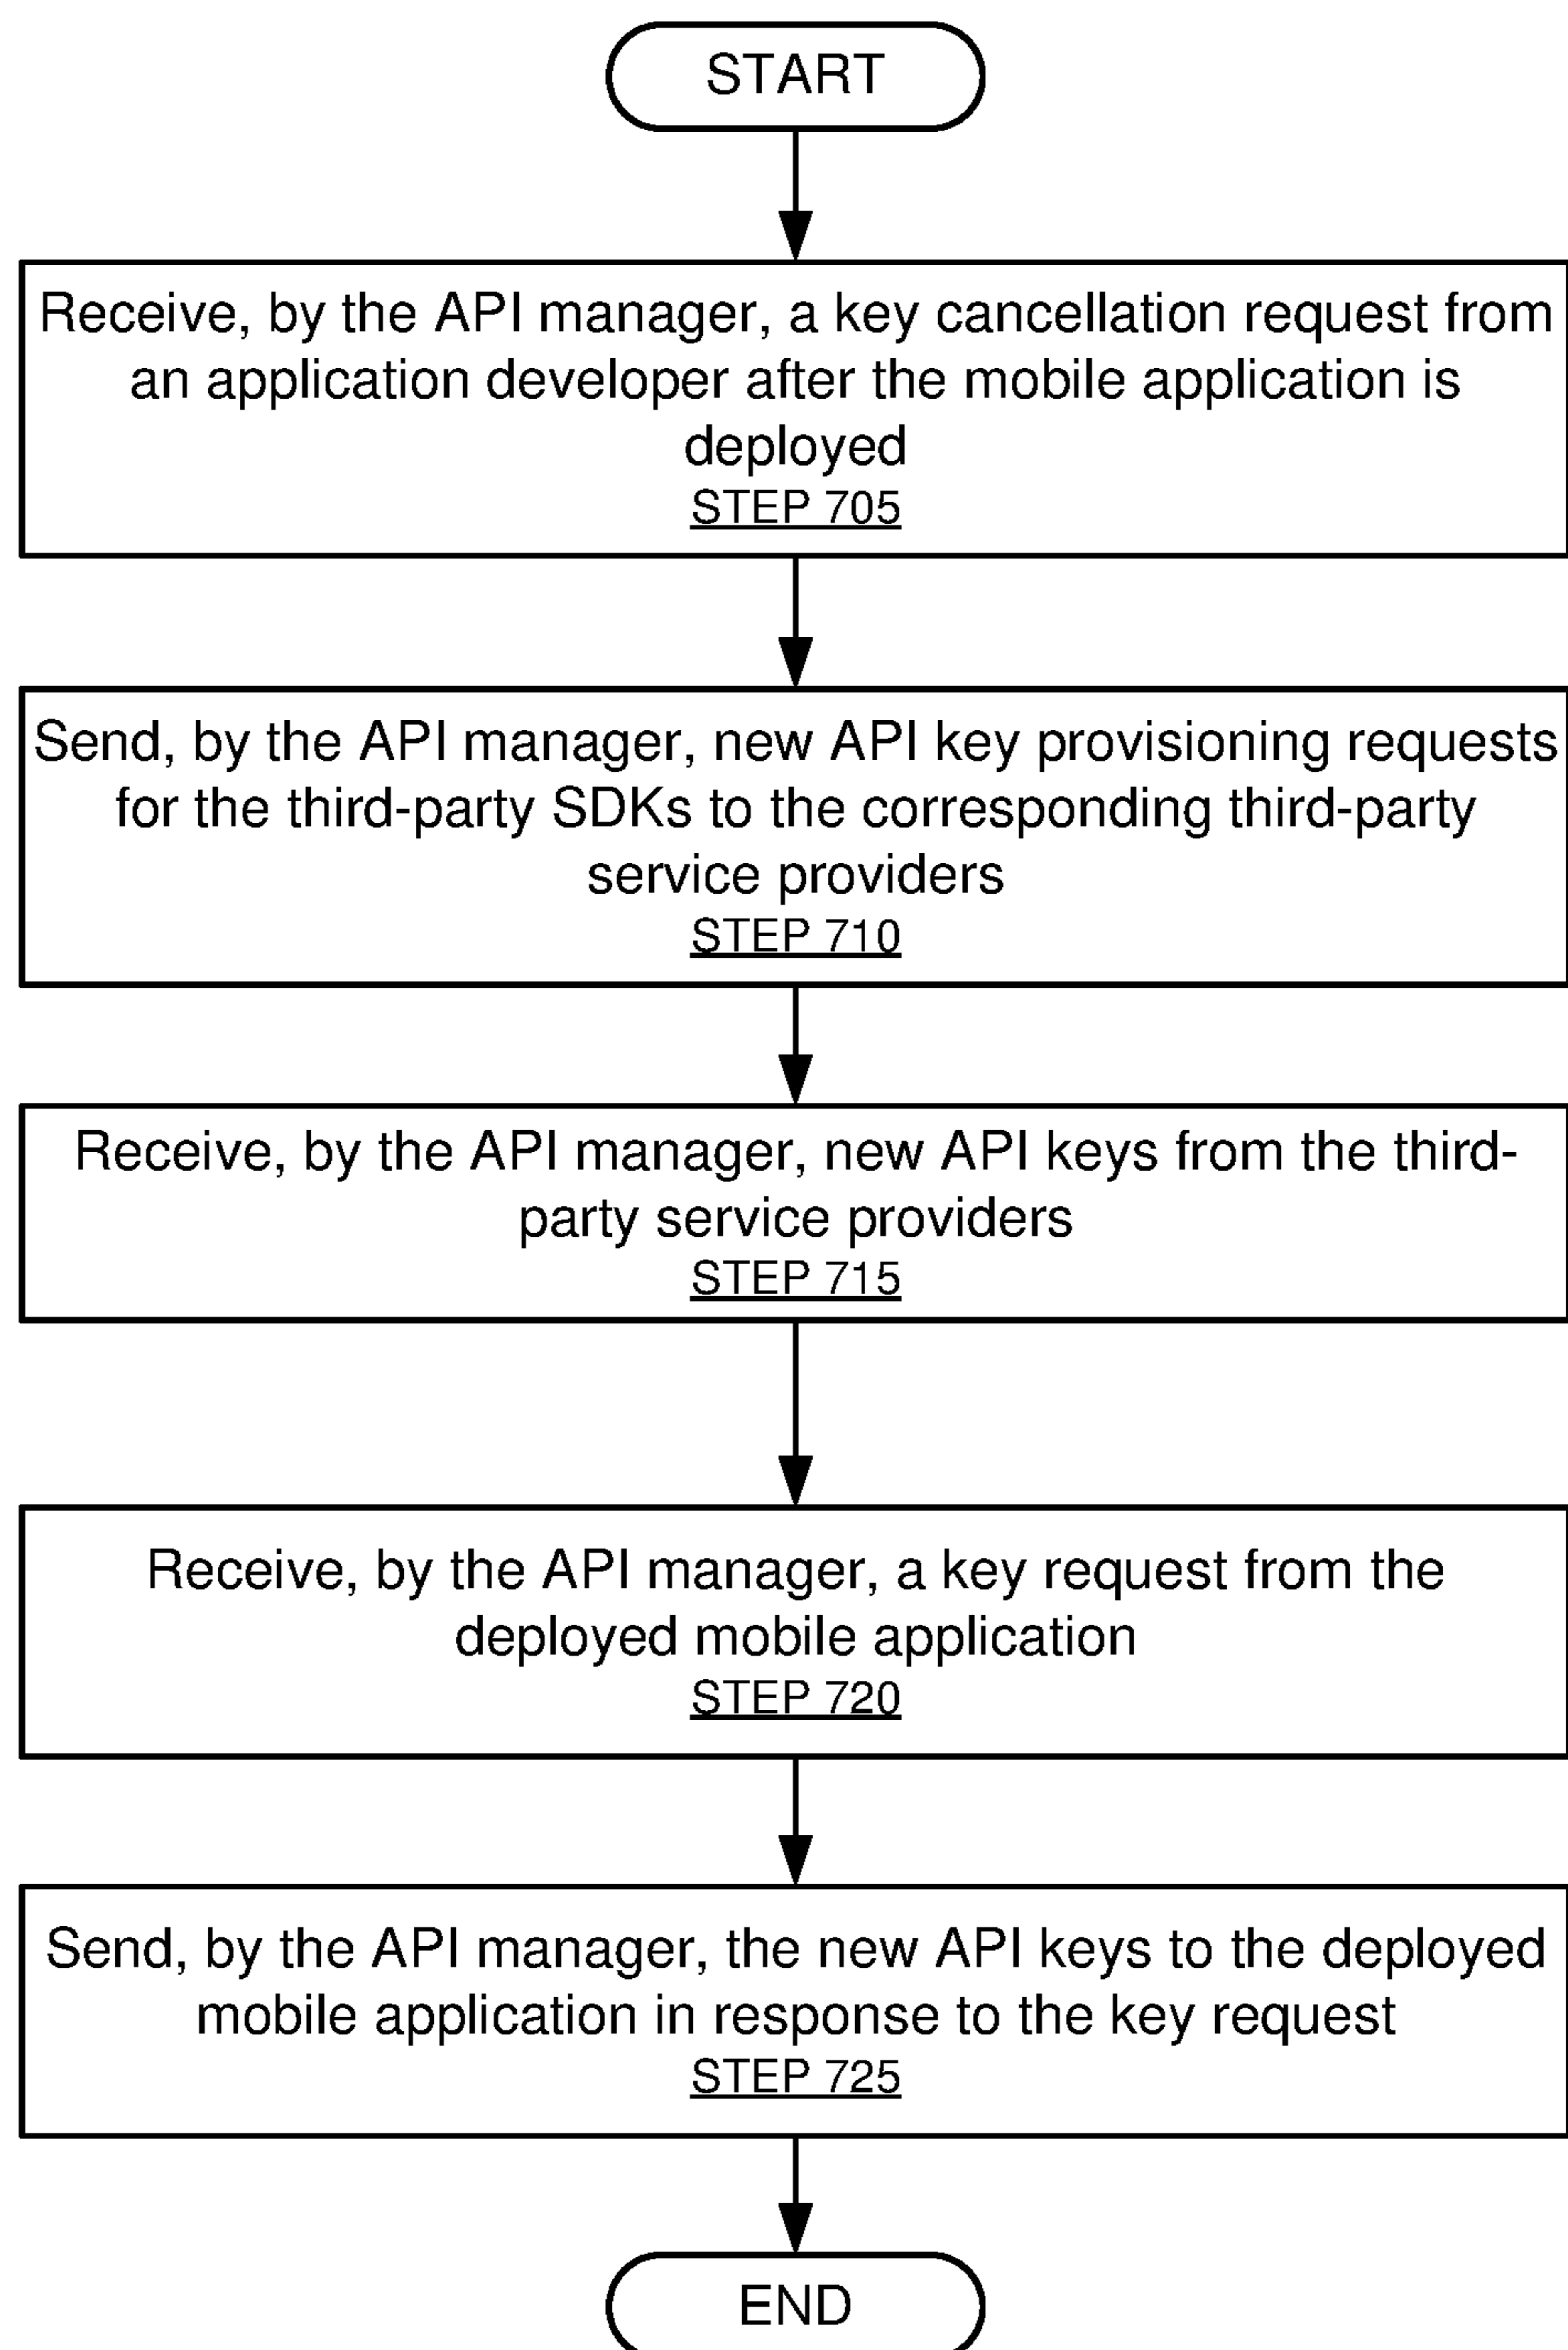 START
Receive, by the API manager, a key cancellation request from
an application developer after the mobile application is
deployed
STEP 705
Send, by the API manager, new API key provisioning requests
for the third-party SDKs to the corresponding third-party
service providers
STEP 710
Receive, by the API manager, new API keys from the third-
party service providers
STEP 715
Receive, by the API manager, a key request from the
deployed mobile application
STEP 720
Send, by the API manager, the new API keys to the deployed
mobile application in response to the key request
STEP 725
END